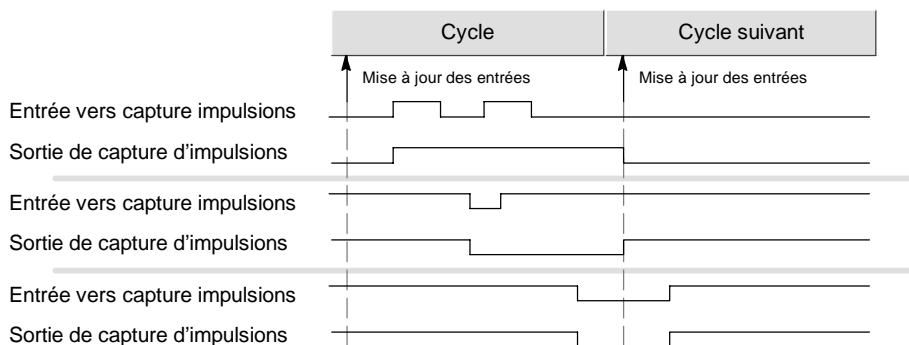 Cycle
Cycle suivant
Mise à jour des entrées
Mise à jour des entrées
Entrée vers capture impulsions
Sortie de capture d'impulsions
Entrée vers capture impulsions
Sortie de capture d'impulsions
Entrée vers capture impulsions
Sortie de capture d'impulsions